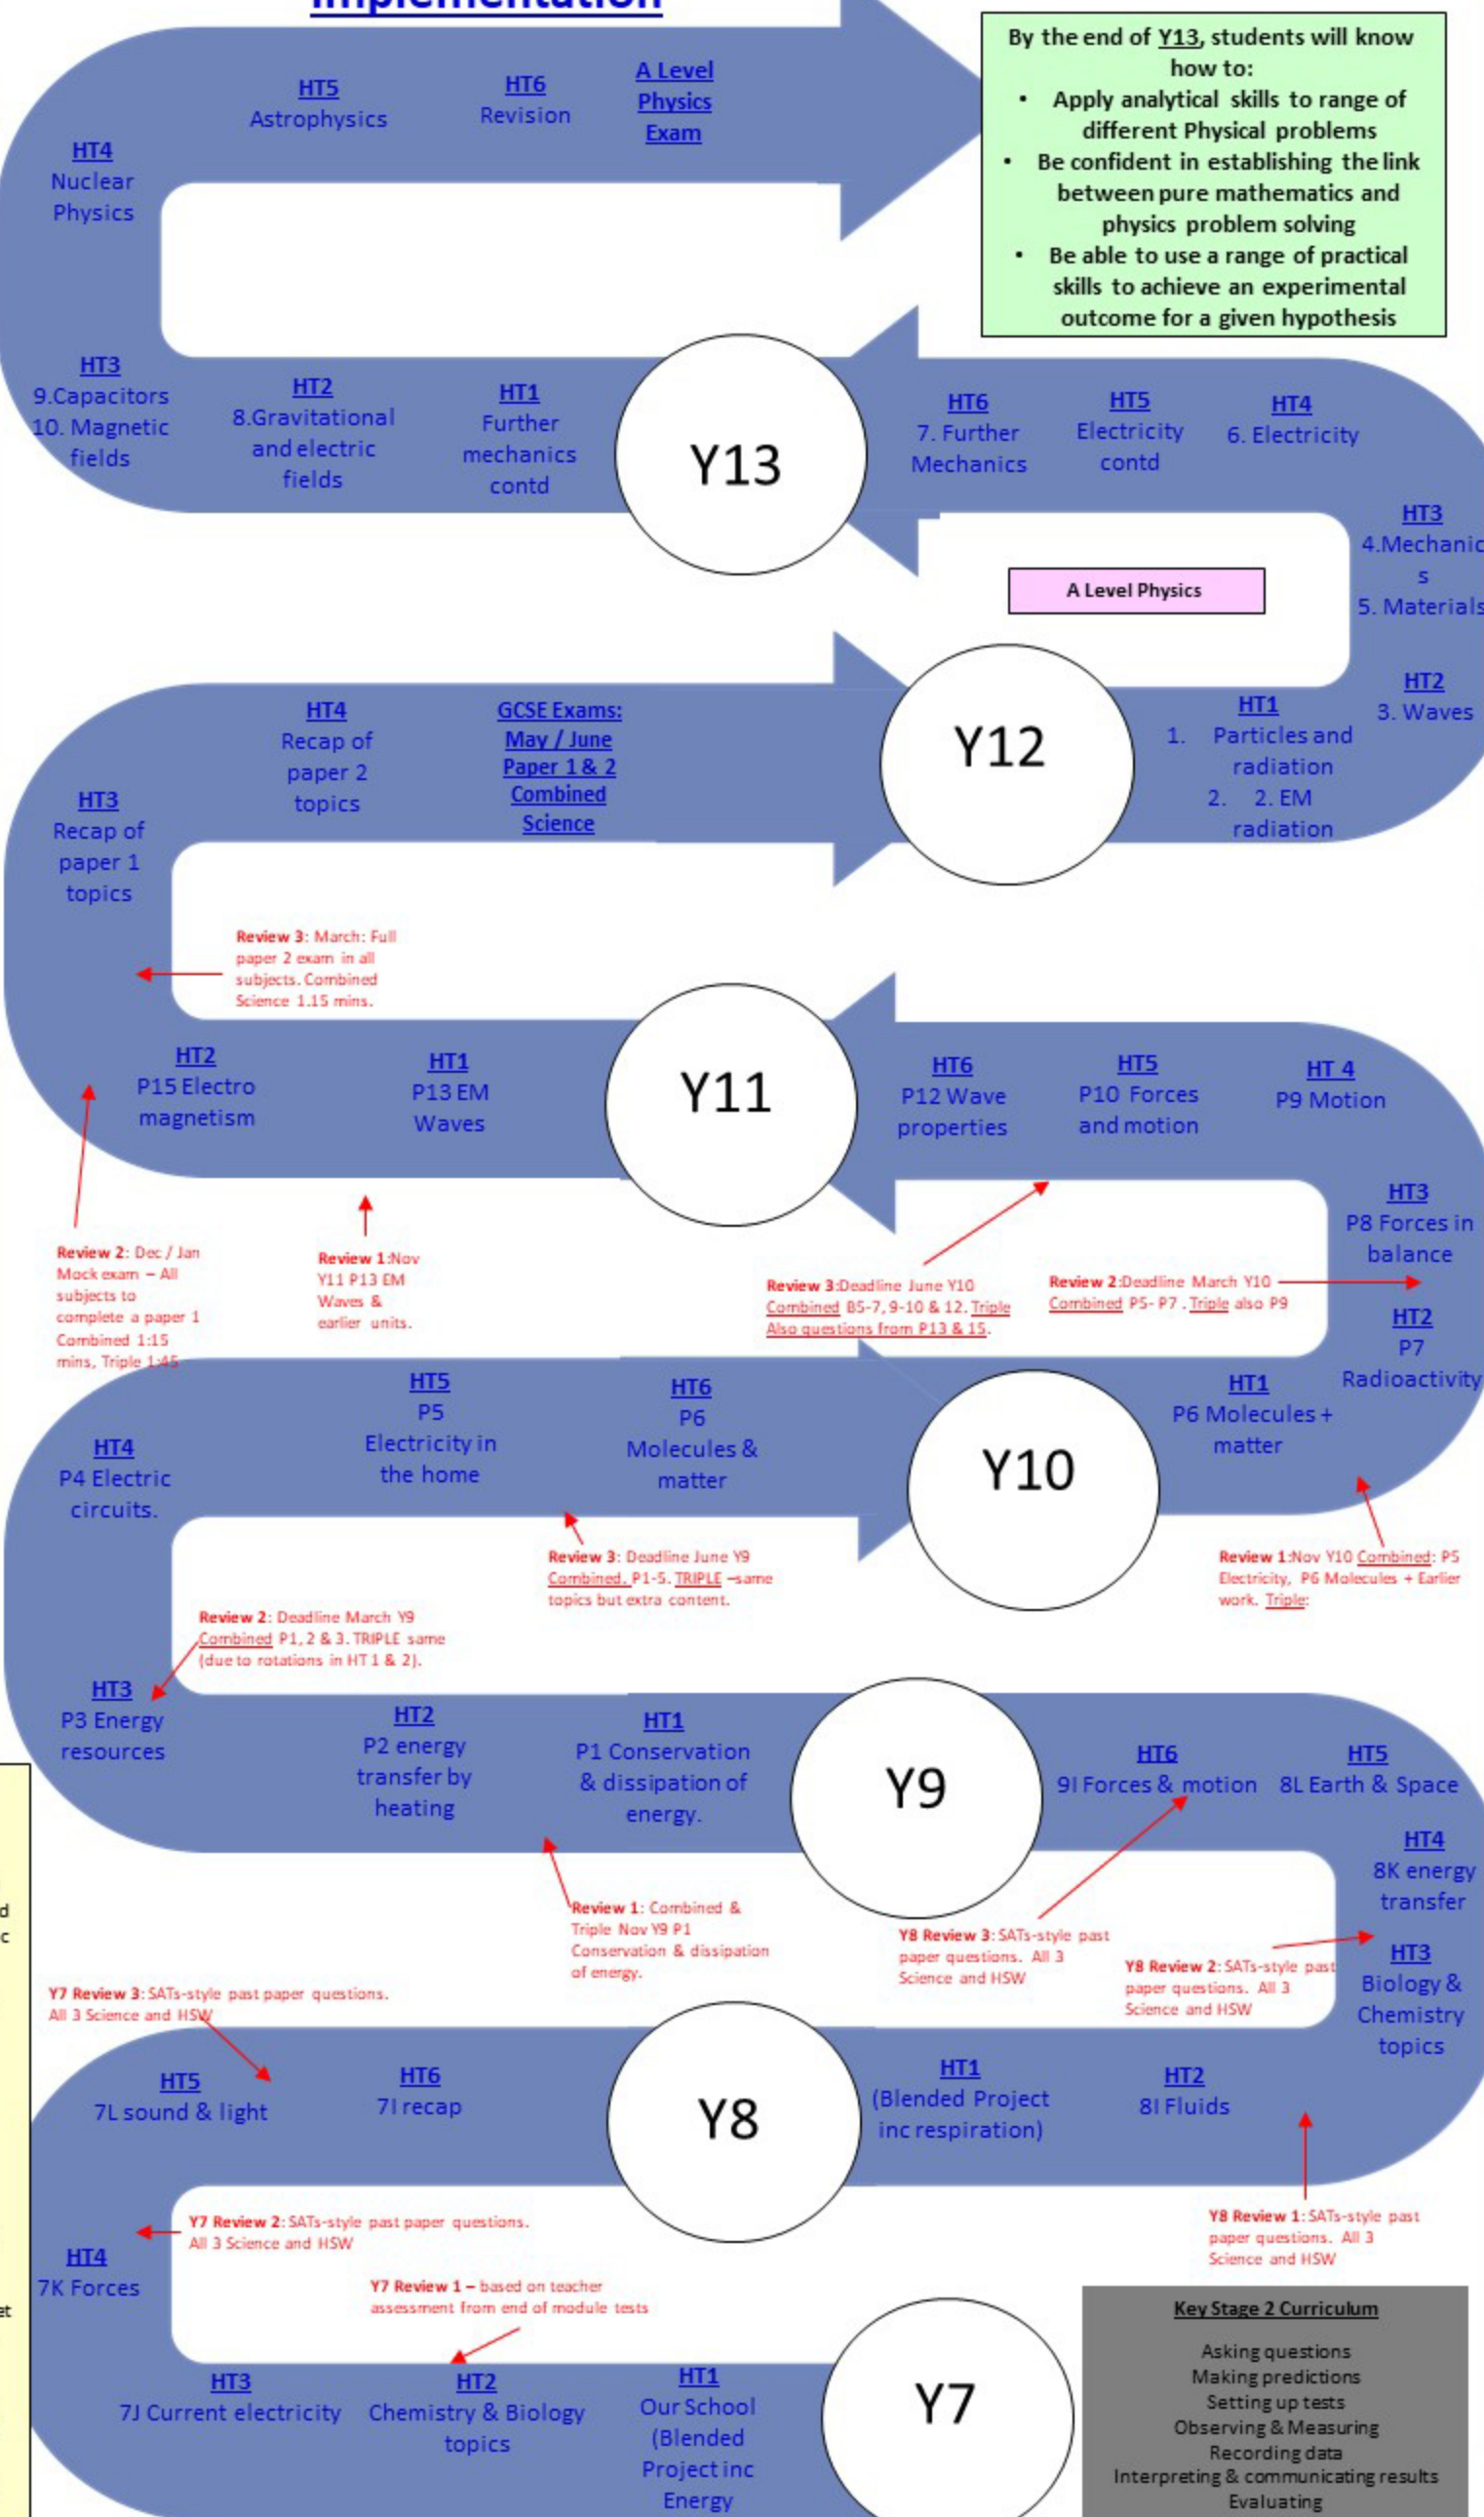 Implementation
HT5
Astrophysics
HT6
Revision
A Level
Physics
Exam
HT4
Nuclear
Physics
By the end of Y13, students will know
how to:
• Apply analytical skills to range of
different Physical problems
• Be confident in establishing the link
between pure mathematics and
physics problem solving
• Be able to use a range of practical
skills to achieve an experimental
outcome for a given hypothesis
HT3
9.Capacitors
10. Magnetic
fields
HT2
8.Gravitational
and electric
fields
HT1
Further
mechanics
contd
Y13
HT6
7. Further
Mechanics
HT5
Electricity
contd
HT4
6. Electricity
HT3
4.Mechanic
s
5. Materials
A Level Physics
HT2
3. Waves
HT1
1. Particles and
radiation
2. 2. EM
radiation
Y12
GCSE Exams:
May / June
Paper 1 & 2
Combined
Science
HT4
Recap of
paper 2
topics
HT3
Recap of
paper 1
topics
Review 3: March: Full
paper 2 exam in all
subjects. Combined
Science 1.15 mins.
HT2
P15 Electro
magnetism
HT1
P13 EM
Waves
Y11
HT6
P12 Wave
properties
HT5
P10 Forces
and motion
HT 4
P9 Motion
HT3
P8 Forces in
balance
Review 2: Dec / Jan
Mock exam – All
subjects to
complete a paper 1
Combined 1:15
mins, Triple 1:45
Review 1:Nov
Y11 P13 EM
Waves &
earlier units.
Review 3:Deadline June Y10
Combined B5-7, 9-10 & 12. Triple
Also questions from P13 & 15.
Review 2:Deadline March Y10
Combined P5- P7 . Triple also P9
HT2
P7
Radioactivity
HT1
P6 Molecules +
matter
Y10
HT6
P6
Molecules &
matter
HT5
P5
Electricity in
the home
HT4
P4 Electric
circuits.
Review 3: Deadline June Y9
Combined. P1-5. TRIPLE –same
topics but extra content.
Review 1:Nov Y10 Combined: P5
Electricity, P6 Molecules + Earlier
work. Triple:
Review 2: Deadline March Y9
Combined P1, 2 & 3. TRIPLE same
(due to rotations in HT 1 & 2).
HT3
P3 Energy
resources
HT2
P2 energy
transfer by
heating
HT1
P1 Conservation
& dissipation of
energy.
Y9
HT6
9I Forces & motion
HT5
8L Earth & Space
HT4
8K energy
transfer
Review 1: Combined &
Triple Nov Y9 P1
Conservation & dissipation
of energy.
Y8 Review 3: SATs-style past
paper questions. All 3
Science and HSW
Y8 Review 2: SATs-style past
paper questions. All 3
Science and HSW
HT3
Biology &
Chemistry
topics
Y7 Review 3: SATs-style past paper questions.
All 3 Science and HSW
HT5
7L sound & light
HT6
7I recap
Y8
HT1
(Blended Project
inc respiration)
HT2
8I Fluids
Y7 Review 2: SATs-style past paper questions.
All 3 Science and HSW
Y8 Review 1: SATs-style past
paper questions. All 3
Science and HSW
HT4
7K Forces
Y7 Review 1 – based on teacher
assessment from end of module tests
HT3
7J Current electricity
HT2
Chemistry & Biology
topics
HT1
Our School
(Blended
Project inc
Energy
Y7
Key Stage 2 Curriculum
Asking questions
Making predictions
Setting up tests
Observing & Measuring
Recording data
Interpreting & communicating results
Evaluating